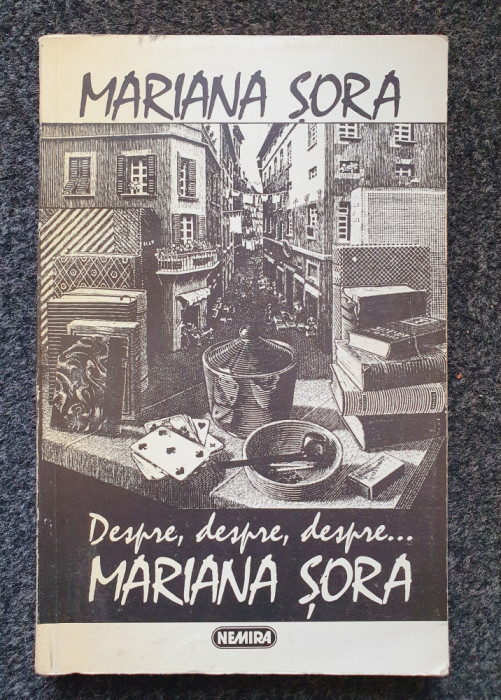 MARIANA ȘORA
Despre, despre, despre...
MARIANA ȘORA
NEMIRA